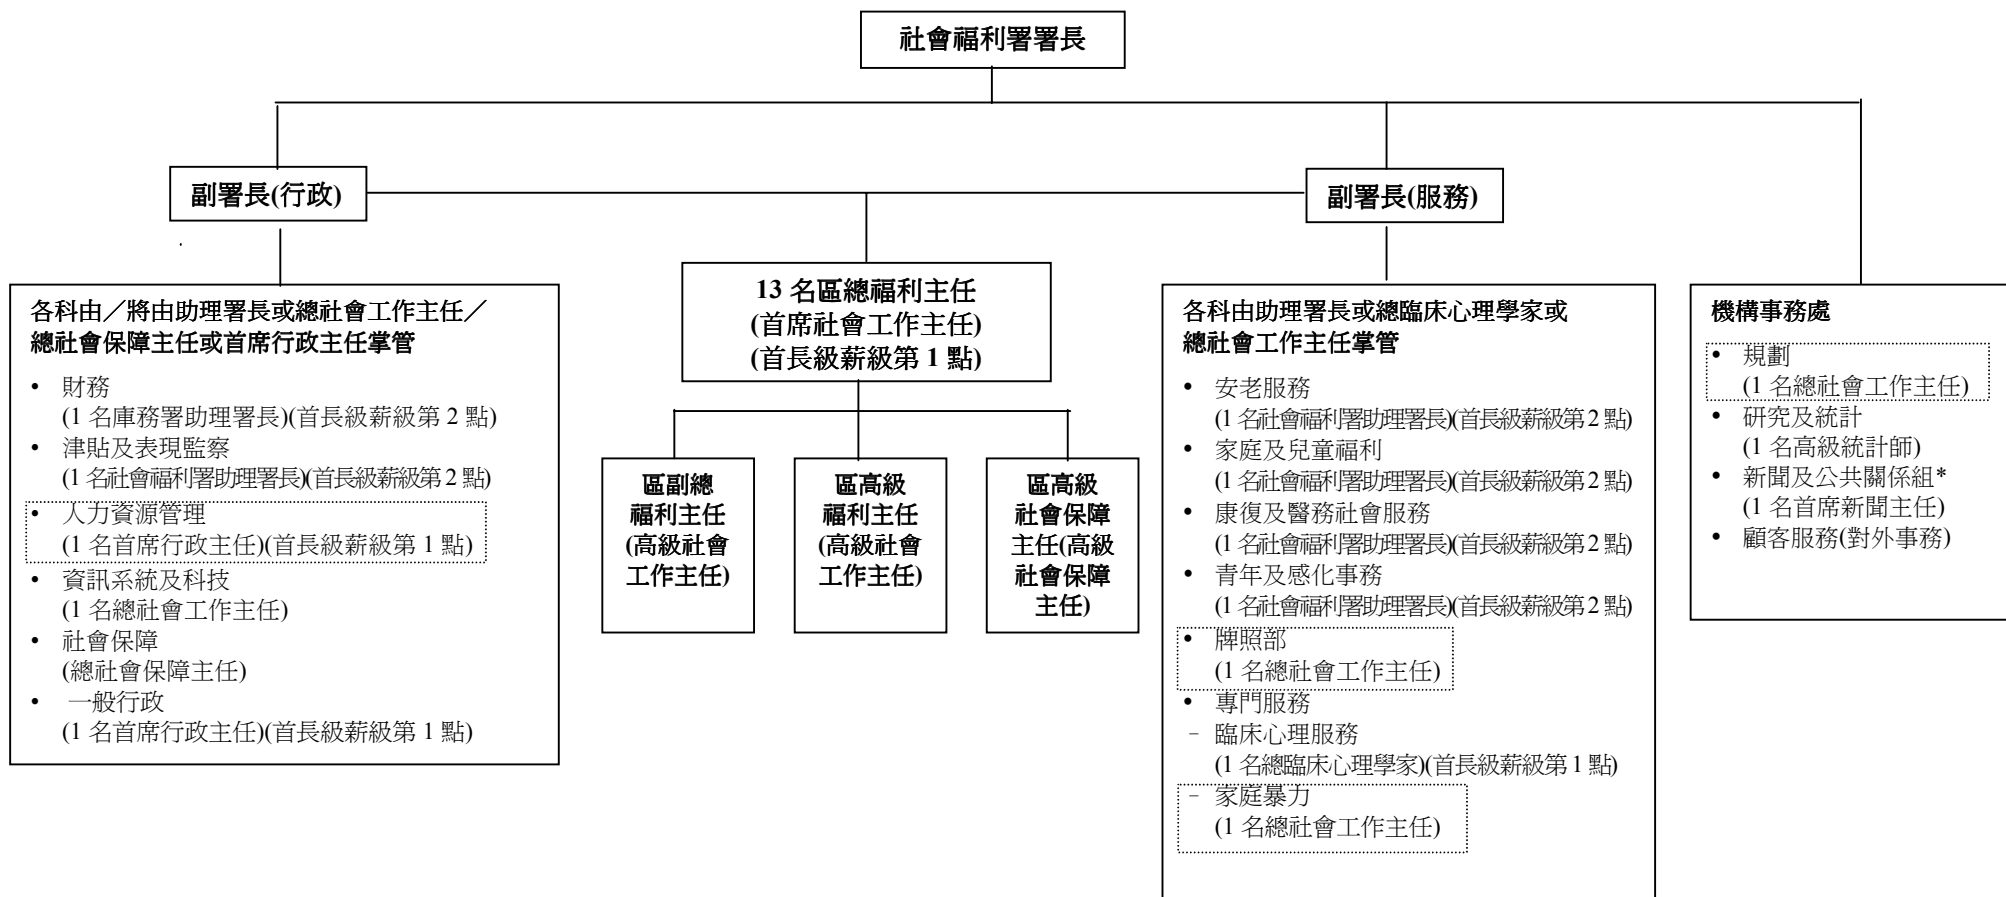 社會福利署署長
副署長(行政)
副署長(服務)
各科由／將由助理署長或總社會工作主任／
總社會保障主任或首席行政主任掌管
• 財務
(1 名庫務署助理署長)(首長級薪級第 2 點)
• 津貼及表現監察
(1 名社會福利署助理署長)(首長級薪級第 2 點)
• 人力資源管理
(1 名首席行政主任)(首長級薪級第 1 點)
• 資訊系統及科技
(1 名總社會工作主任)
• 社會保障
(總社會保障主任)
• 一般行政
(1 名首席行政主任)(首長級薪級第 1 點)
13 名區總福利主任
(首席社會工作主任)
(首長級薪級第 1 點)
區副總
福利主任
(高級社會
工作主任)
區高級
福利主任
(高級社會
工作主任)
區高級
社會保障
主任(高級
社會保障
主任)
各科由助理署長或總臨床心理學家或
總社會工作主任掌管
• 安老服務
(1 名社會福利署助理署長)(首長級薪級第 2 點)
• 家庭及兒童福利
(1 名社會福利署助理署長)(首長級薪級第 2 點)
• 康復及醫務社會服務
(1 名社會福利署助理署長)(首長級薪級第 2 點)
• 青年及感化事務
(1 名社會福利署助理署長)(首長級薪級第 2 點)
• 牌照部
(1 名總社會工作主任)
• 專門服務
– 臨床心理服務
(1 名總臨床心理學家)(首長級薪級第 1 點)
– 家庭暴力
(1 名總社會工作主任)
機構事務處
• 規劃
(1 名總社會工作主任)
• 研究及統計
(1 名高級統計師)
• 新聞及公共關係組*
(1 名首席新聞主任)
• 顧客服務(對外事務)